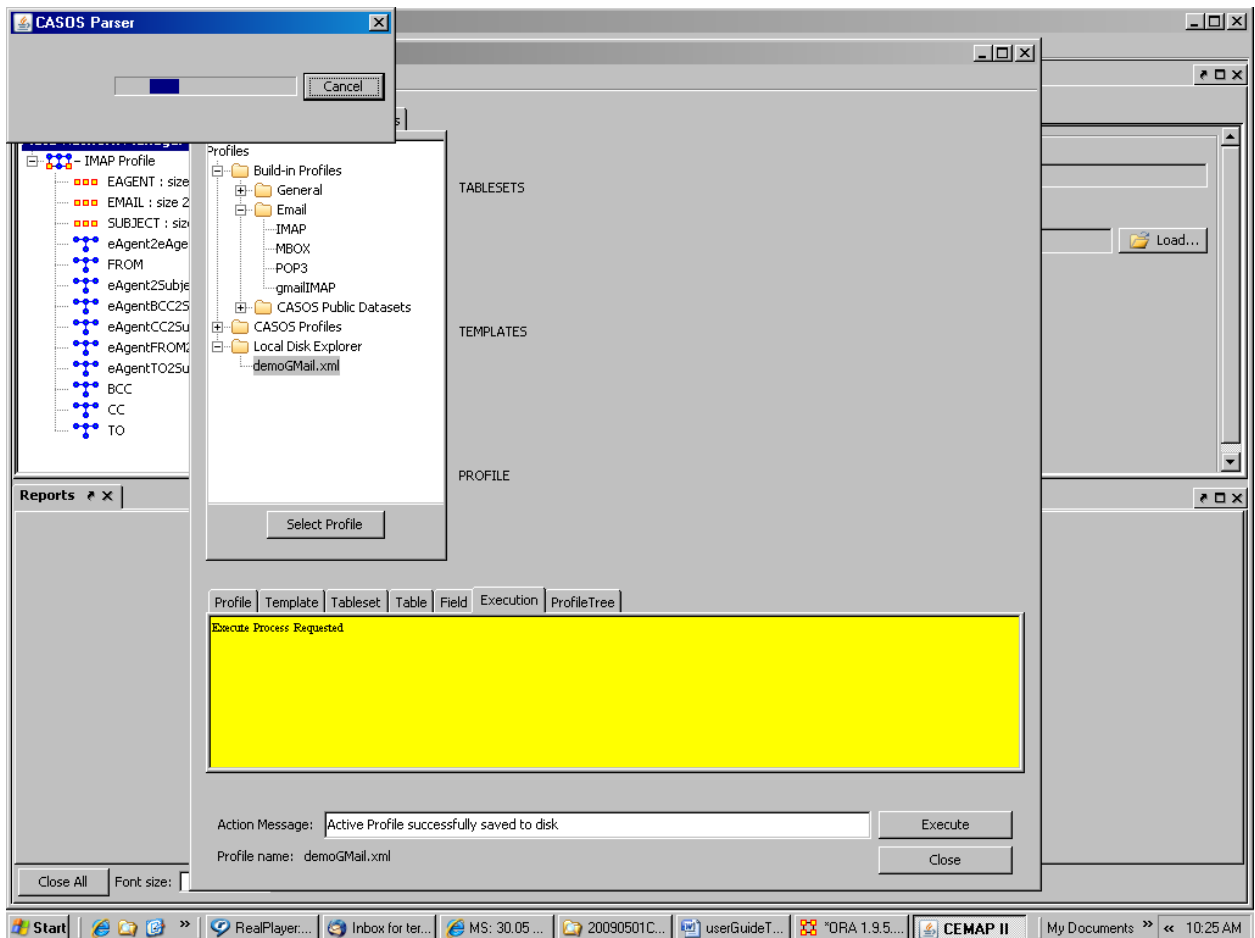 CASOS Parser
Cancel
IMAP Profile
EAGENT : size
EMAIL : size 2
SUBJECT : size
eAgent2eAge
FROM
eAgent2Subje
eAgentBCC2S
eAgentCC2Su
eAgentFROM2
eAgentTO2Su
BCC
CC
TO
Profiles
Build-in Profiles
General
Email
IMAP
MBOX
POP3
gmailIMAP
CASOS Public Datasets
CASOS Profiles
Local Disk Explorer
demoGMail.xml
Select Profile
TABLESETS
TEMPLATES
PROFILE
Load...
Reports
Profile Template Tableset Table Field Execution ProfileTree
Execute Process Requested
Action Message: Active Profile successfully saved to disk
Execute
Profile name: demoGMail.xml
Close
Close All Font size:
Start RealPlayer:... Inbox for ter... MS: 30.05 ... 20090501C... userGuideT... *ORA 1.9.5.... CEMAP II My Documents 10:25 AM